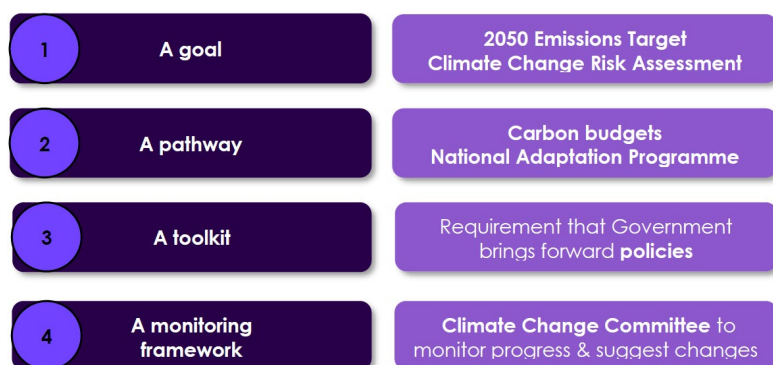 1
A goal
2050 Emissions Target
Climate Change Risk Assessment
2
A pathway
Carbon budgets
National Adaptation Programme
3
A toolkit
Requirement that Government
brings forward policies
4
A monitoring
framework
Climate Change Committee to
monitor progress & suggest changes